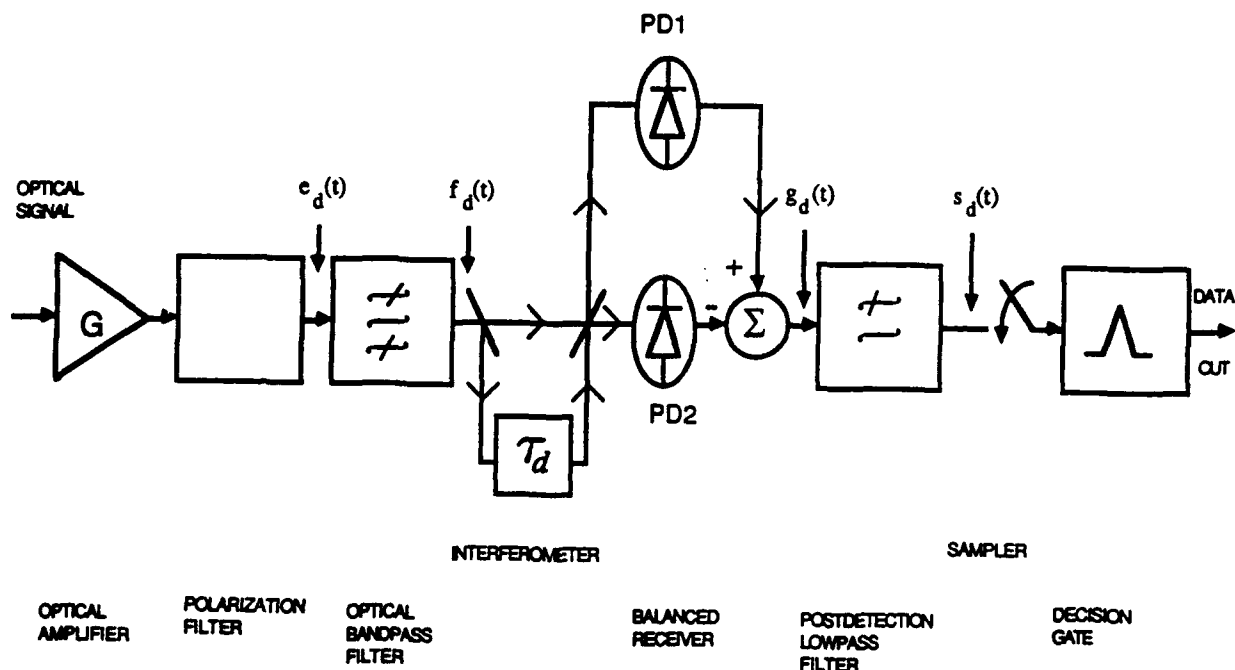 PD1
OPTICAL
SIGNAL
e_d(t)
f_d(t)
g_d(t)
s_d(t)
G
+
-
Σ
DATA
CUT
PD2
τ_d
INTERFEROMETER
SAMPLER
OPTICAL
AMPLIFIER
POLARIZATION
FILTER
OPTICAL
BANDPASS
FILTER
BALANCED
RECEIVER
POSTDETECTION
LOWPASS
FILTER
DECISION
GATE